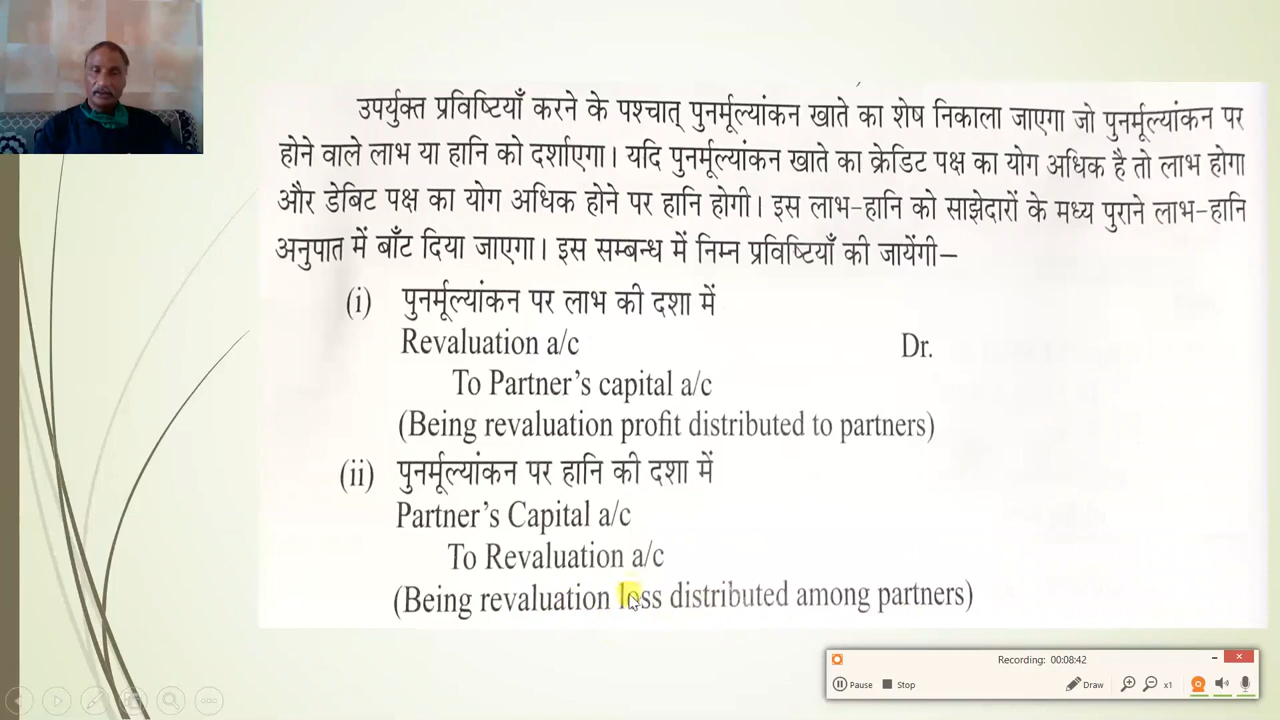 उपर्युक्त प्रविष्टियाँ करने के पश्चात् पुनर्मूल्यांकन खाते का शेष निकाला जाएगा जो पुनर्मूल्यांकन पर
होने वाले लाभ या हानि को दर्शाएगा। यदि पुनर्मूल्यांकन खाते का क्रेडिट पक्ष का योग अधिक है तो लाभ होगा
और डेबिट पक्ष का योग अधिक होने पर हानि होगी। इस लाभ-हानि को साझेदारों के मध्य पुराने लाभ-हानि
अनुपात में बाँट दिया जाएगा। इस सम्बन्ध में निम्न प्रविष्टियाँ की जायेंगी–
(i) पुनर्मूल्यांकन पर लाभ की दशा में
Revaluation a/c Dr.
To Partner's capital a/c
(Being revaluation profit distributed to partners)
(ii) पुनर्मूल्यांकन पर हानि की दशा में
Partner's Capital a/c
To Revaluation a/c
(Being revaluation loss distributed among partners)
Recording: 00:08:42
Pause Stop Draw x1